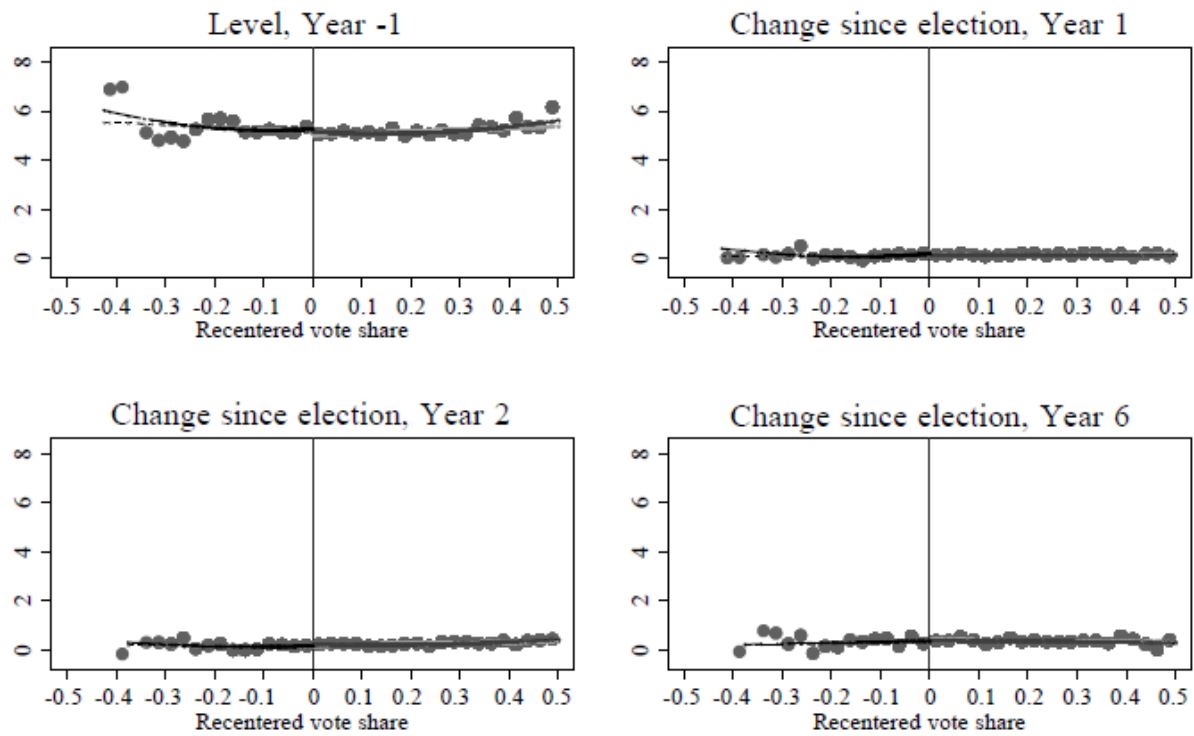 Level, Year -1
8
6
4
2
0
-0.5 -0.4 -0.3 -0.2 -0.1 0 0.1 0.2 0.3 0.4 0.5
Recentered vote share
Change since election, Year 1
8
6
4
2
0
-0.5 -0.4 -0.3 -0.2 -0.1 0 0.1 0.2 0.3 0.4 0.5
Recentered vote share
Change since election, Year 2
8
6
4
2
0
-0.5 -0.4 -0.3 -0.2 -0.1 0 0.1 0.2 0.3 0.4 0.5
Recentered vote share
Change since election, Year 6
8
6
4
2
0
-0.5 -0.4 -0.3 -0.2 -0.1 0 0.1 0.2 0.3 0.4 0.5
Recentered vote share